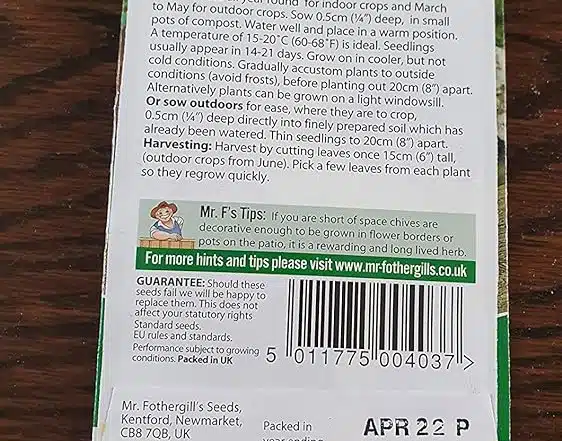 year round for indoor crops and March
to May for outdoor crops. Sow 0.5cm (¼”) deep, in small
pots of compost. Water well and place in a warm position.
A temperature of 15-20˚C (60-68˚F) is ideal. Seedlings
usually appear in 14-21 days. Grow on in cooler, but not
cold conditions. Gradually accustom plants to outside
conditions (avoid frosts), before planting out 20cm (8”) apart.
Alternatively plants can be grown on a light windowsill.
Or sow outdoors for ease, where they are to crop,
0.5cm (¼”) deep directly into finely prepared soil which has
already been watered. Thin seedlings to 20cm (8”) apart.
Harvesting: Harvest by cutting leaves once 15cm (6”) tall,
(outdoor crops from June). Pick a few leaves from each plant
so they regrow quickly.
Mr. F's Tips: If you are short of space chives are
decorative enough to be grown in flower borders or
pots on the patio, it is a rewarding and long lived herb.
For more hints and tips please visit www.mr-fothergills.co.uk
GUARANTEE: Should these
seeds fail we will be happy to
replace them. This does not
affect your statutory rights
Standard seeds.
EU rules and standards.
Performance subject to growing
conditions. Packed in UK
5 011775 004037 >
Mr. Fothergill's Seeds,
Kentford, Newmarket,
CB8 7QB, UK
Packed in
year ending
APR 22 P